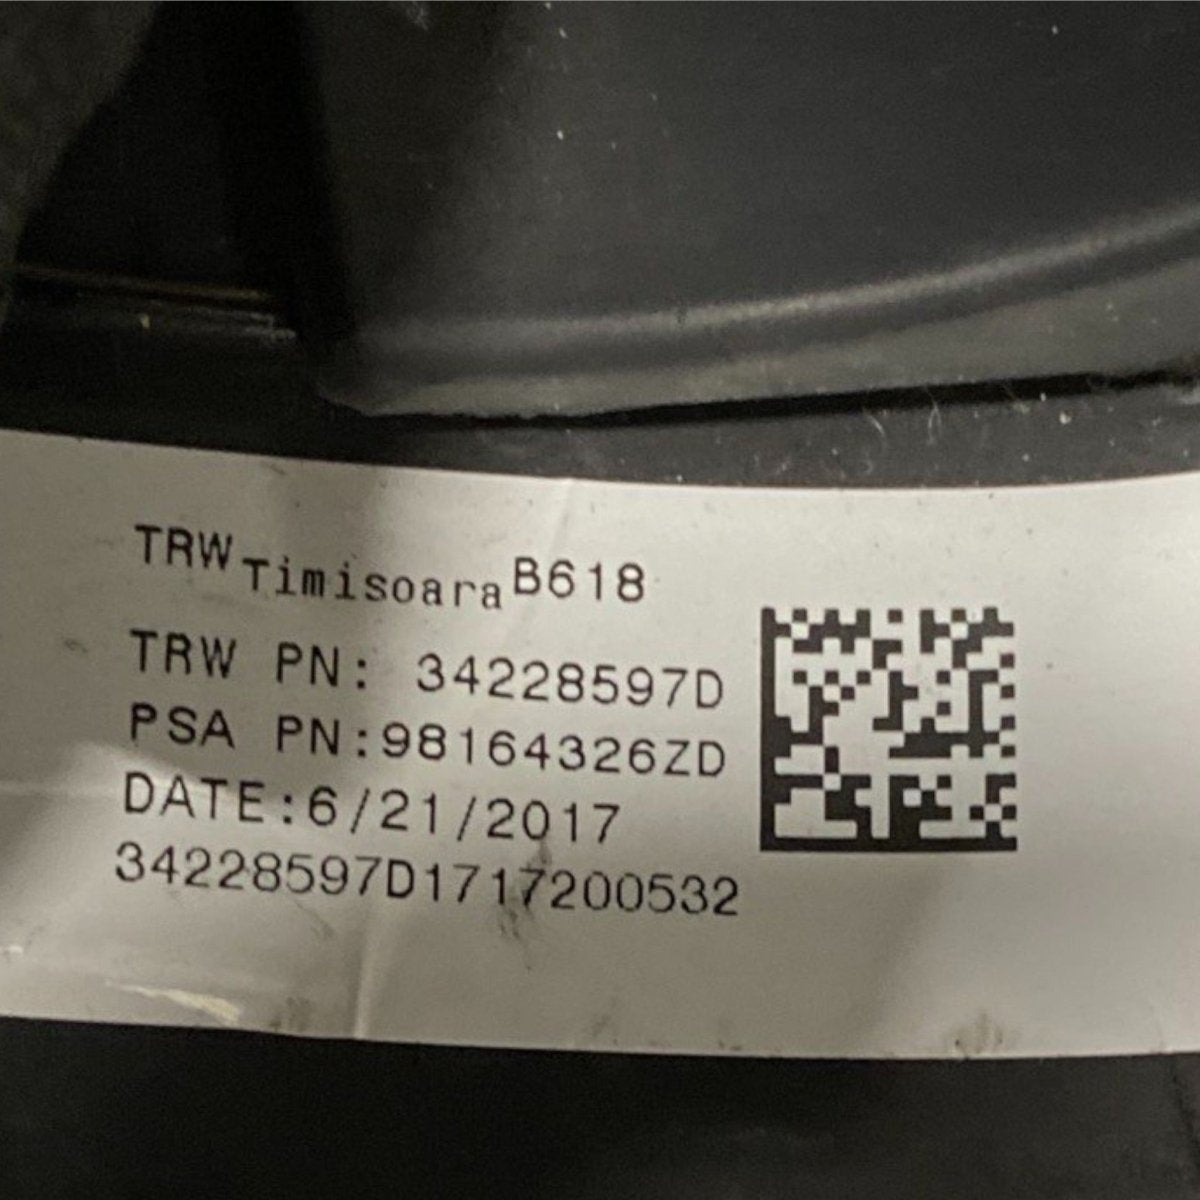 TRW Timisoara B618
TRW PN: 34228597D
PSA PN:98164326ZD
DATE:6/21/2017
34228597D1717200532